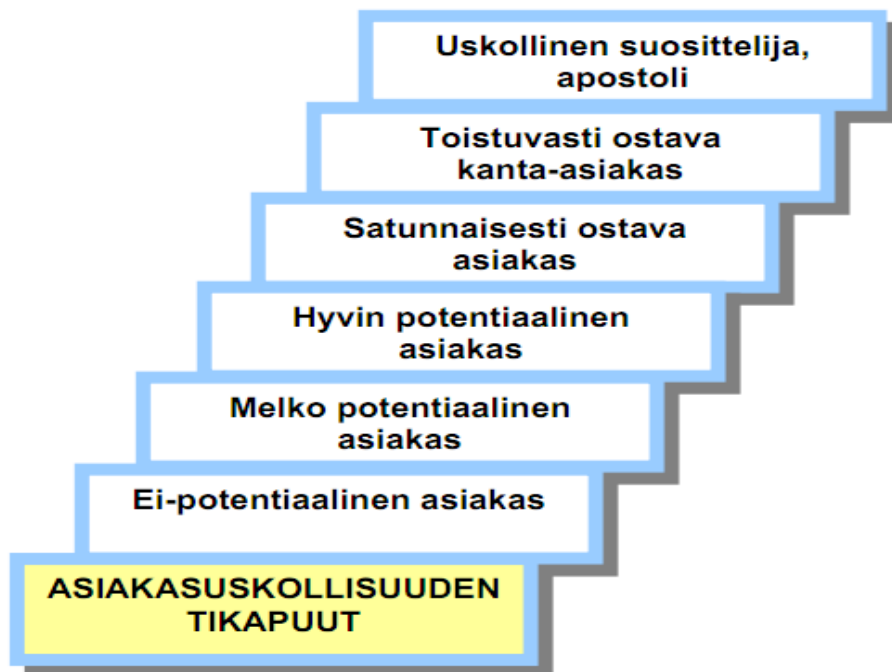 Uskollinen suosittelija,
apostoli
Toistuvasti ostava
kanta-asiakas
Satunnaisesti ostava
asiakas
Hyvin potentiaalinen
asiakas
Melko potentiaalinen
asiakas
Ei-potentiaalinen asiakas
ASIAKASUSKOLLISUUDEN
TIKAPUUT